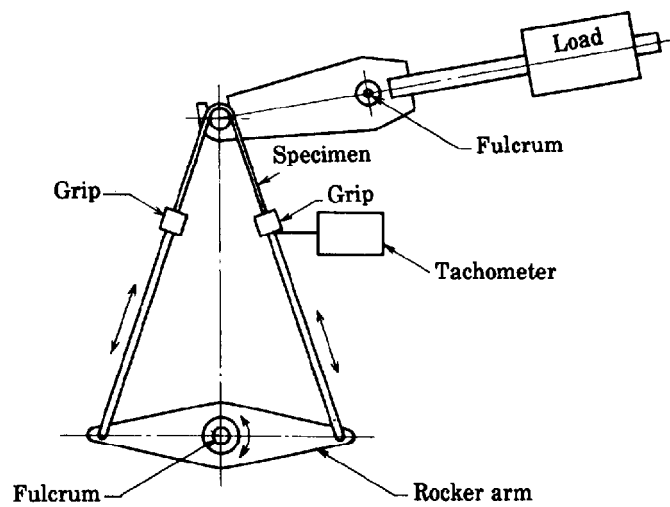 Load
Fulcrum
Specimen
Grip
Grip
Tachometer
Fulcrum
Rocker arm